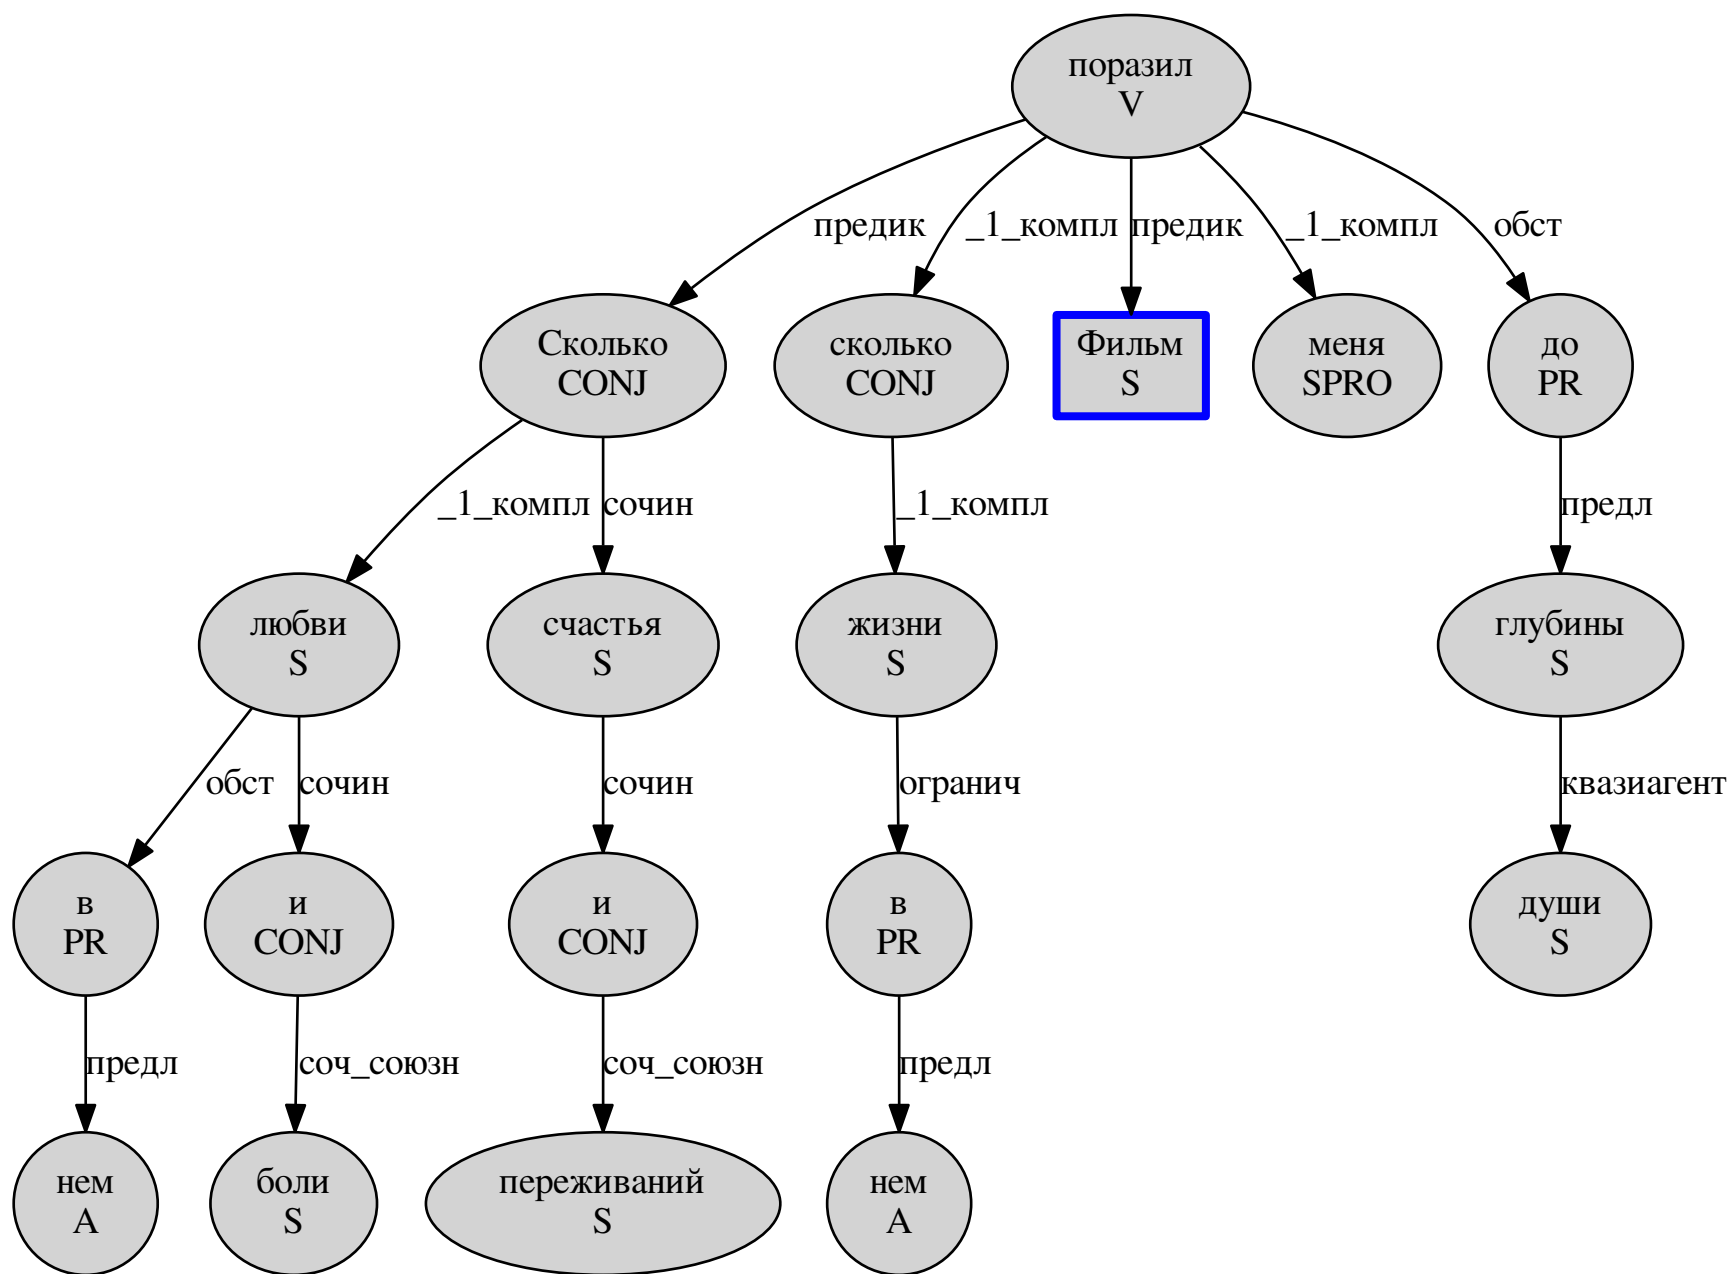 поразил
V
предик
_1_компл
предик
_1_компл
обст
Сколько
CONJ
сколько
CONJ
Фильм
S
меня
SPRO
до
PR
_1_компл
сочин
_1_компл
предл
любви
S
счастья
S
жизни
S
глубины
S
обст
сочин
сочин
огранич
квазиагент
в
PR
и
CONJ
и
CONJ
в
PR
души
S
предл
соч_союзн
соч_союзн
предл
нем
A
боли
S
переживаний
S
нем
A